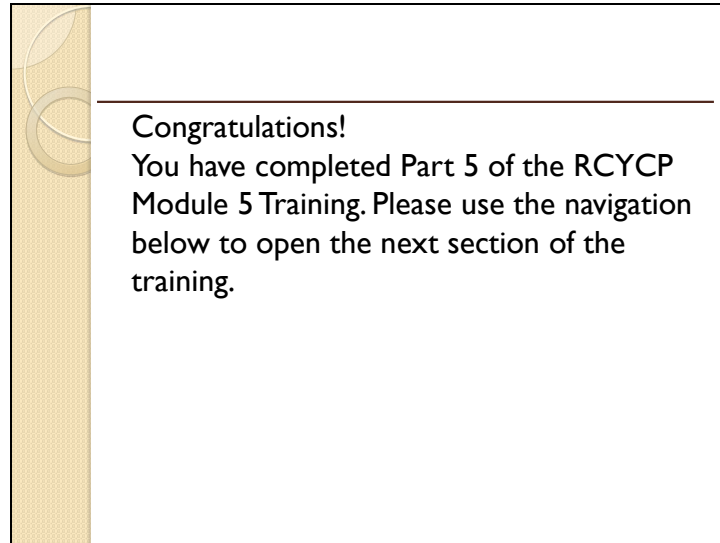 Congratulations!
You have completed Part 5 of the RCYCP
Module 5 Training. Please use the navigation
below to open the next section of the
training.